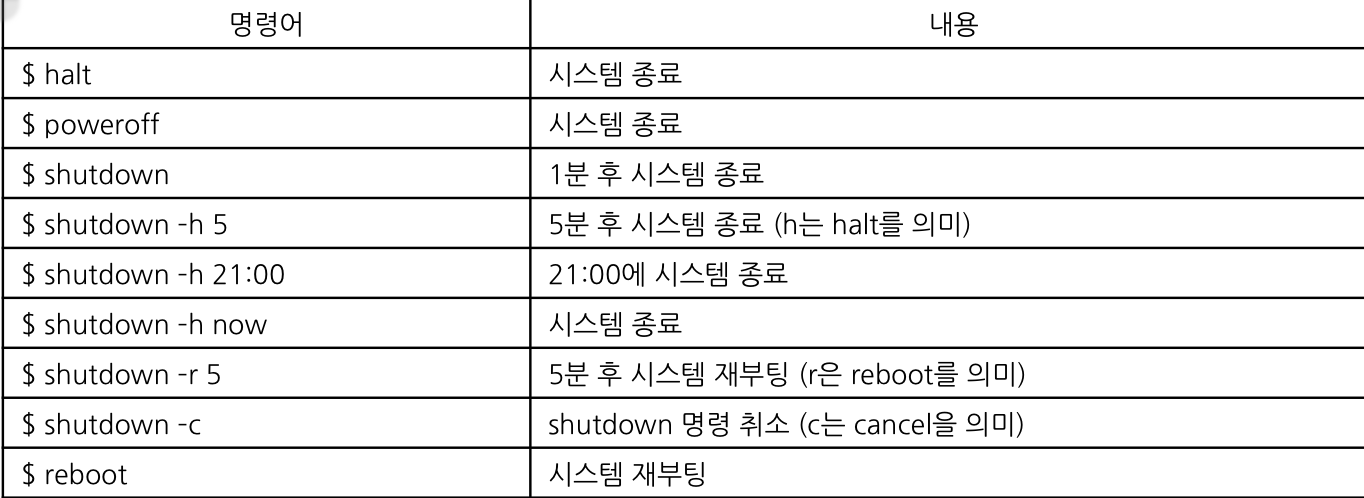 명령어 내용
$ halt 시스템 종료
$ poweroff 시스템 종료
$ shutdown 1분 후 시스템 종료
$ shutdown -h 5 5분 후 시스템 종료 (h는 halt를 의미)
$ shutdown -h 21:00 21:00에 시스템 종료
$ shutdown -h now 시스템 종료
$ shutdown -r 5 5분 후 시스템 재부팅 (r은 reboot를 의미)
$ shutdown -c shutdown 명령 취소 (c는 cancel을 의미)
$ reboot 시스템 재부팅